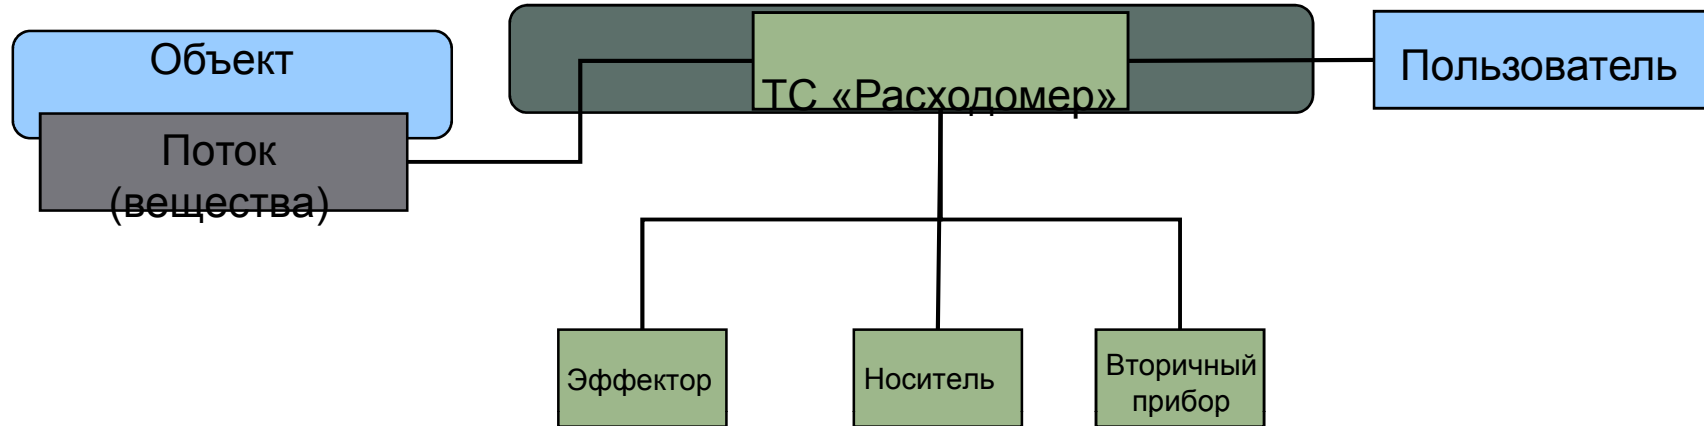 Объект
Поток
(вещества)
ТС «Расходомер»
Пользователь
Эффектор
Носитель
Вторичный
прибор